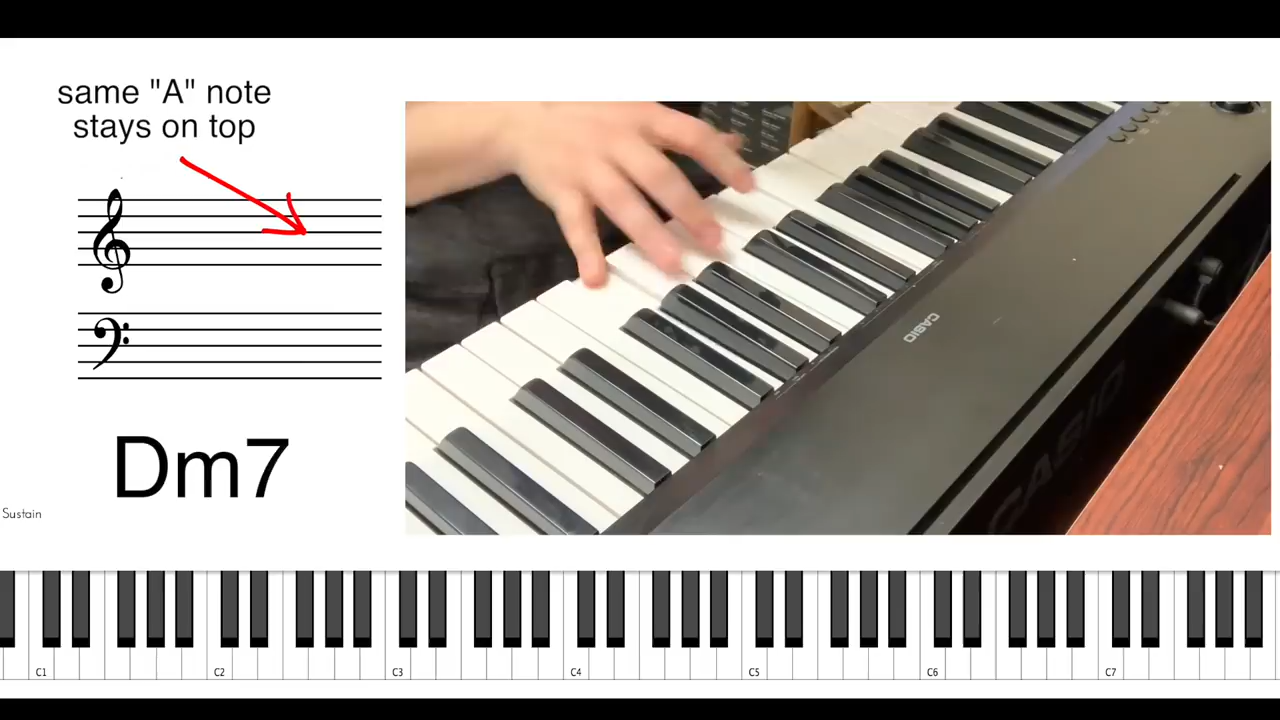 same "A" note
stays on top
Dm7
Sustain
CASIO
CASIO
C1
C2
C3
C4
C5
C6
C7